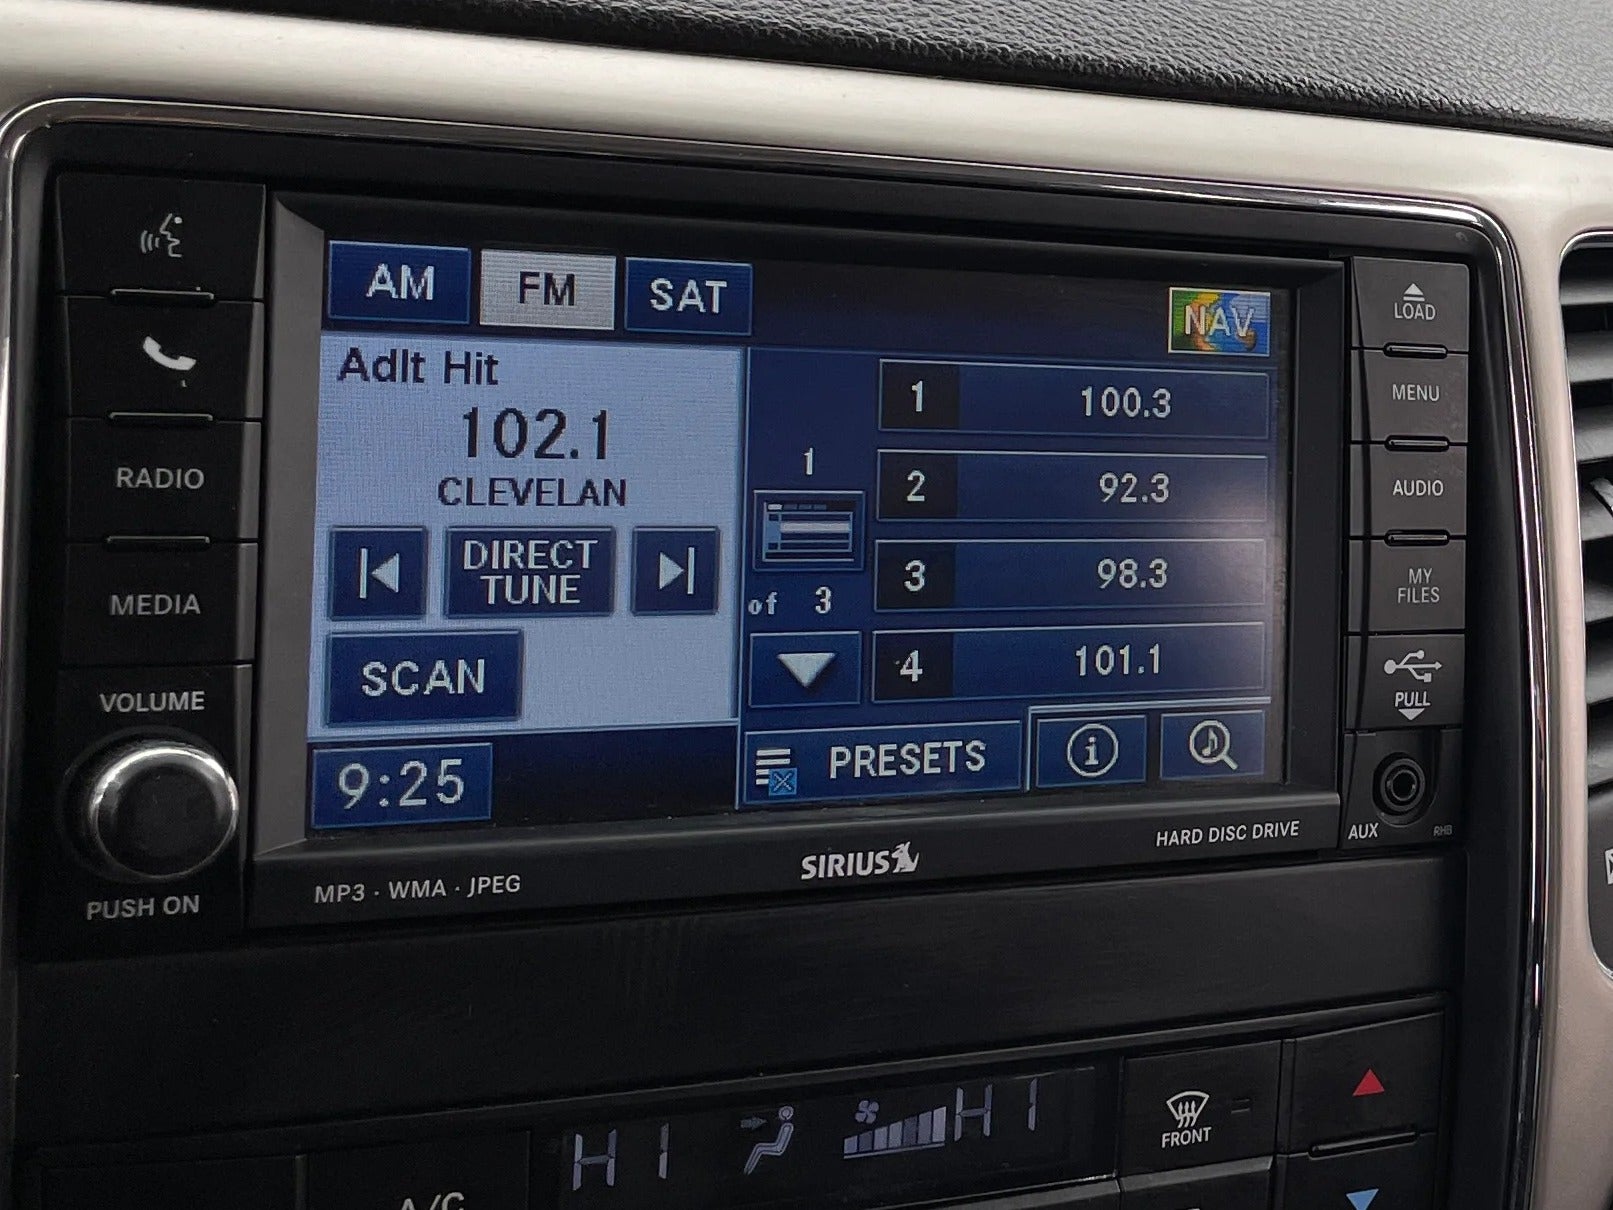 AM FM SAT NAV
Adlt Hit
102.1
CLEVELAN
DIRECT
TUNE
SCAN
9:25
1
of 3
1 100.3
2 92.3
3 98.3
4 101.1
PRESETS
i
RADIO
MEDIA
VOLUME
PUSH ON
LOAD
MENU
AUDIO
MY
FILES
PULL
AUX RHB
MP3 · WMA · JPEG
SIRIUS
HARD DISC DRIVE
HI
HI
FRONT
A/C